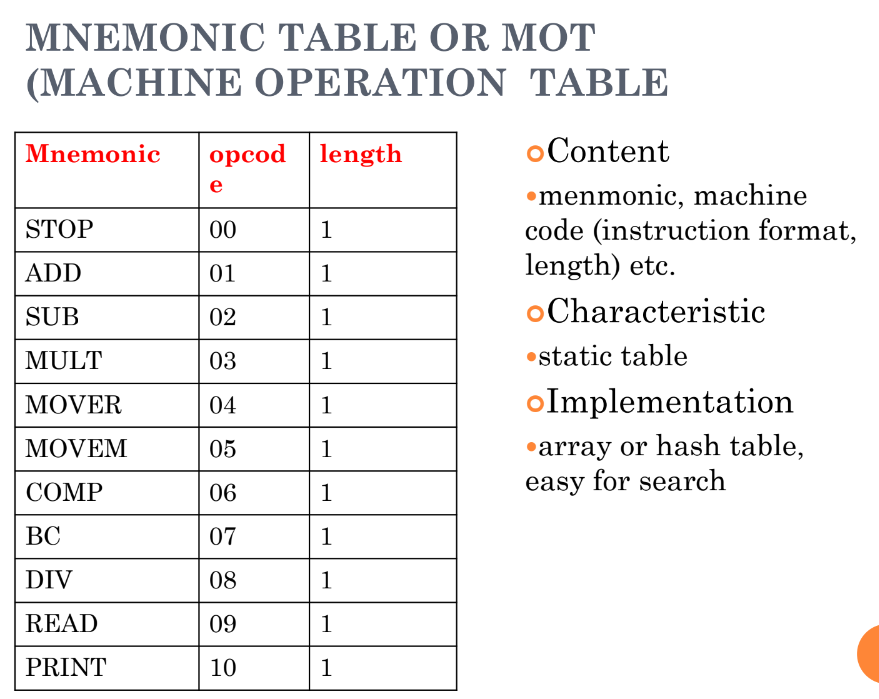 MNEMONIC TABLE OR MOT
(MACHINE OPERATION TABLE
Mnemonic opcod
e length
STOP 00 1
ADD 01 1
SUB 02 1
MULT 03 1
MOVER 04 1
MOVEM 05 1
COMP 06 1
BC 07 1
DIV 08 1
READ 09 1
PRINT 10 1
Content
•menmonic, machine
code (instruction format,
length) etc.
Characteristic
•static table
Implementation
•array or hash table,
easy for search